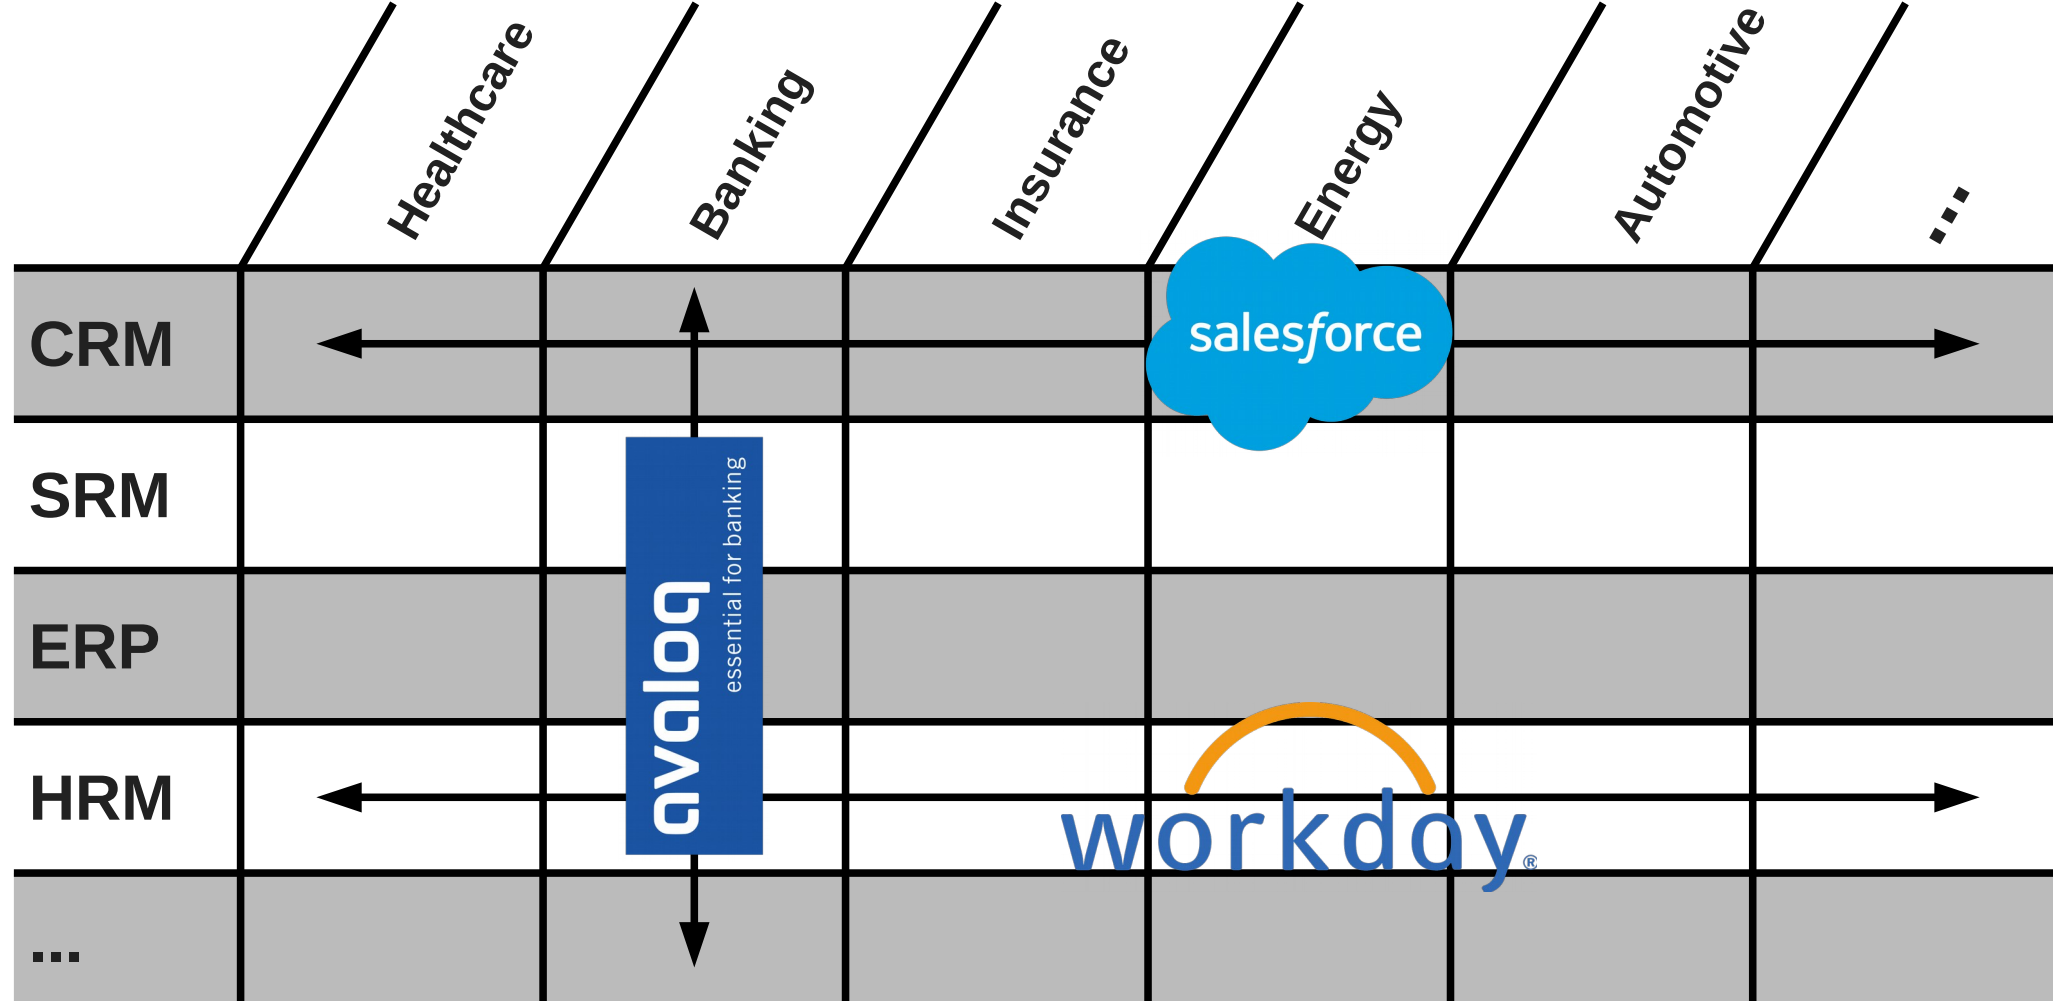 Healthcare
Banking
Insurance
Energy
Automotive
...
CRM
salesforce
SRM
ERP
avaloq
essential for banking
HRM
workday®
...